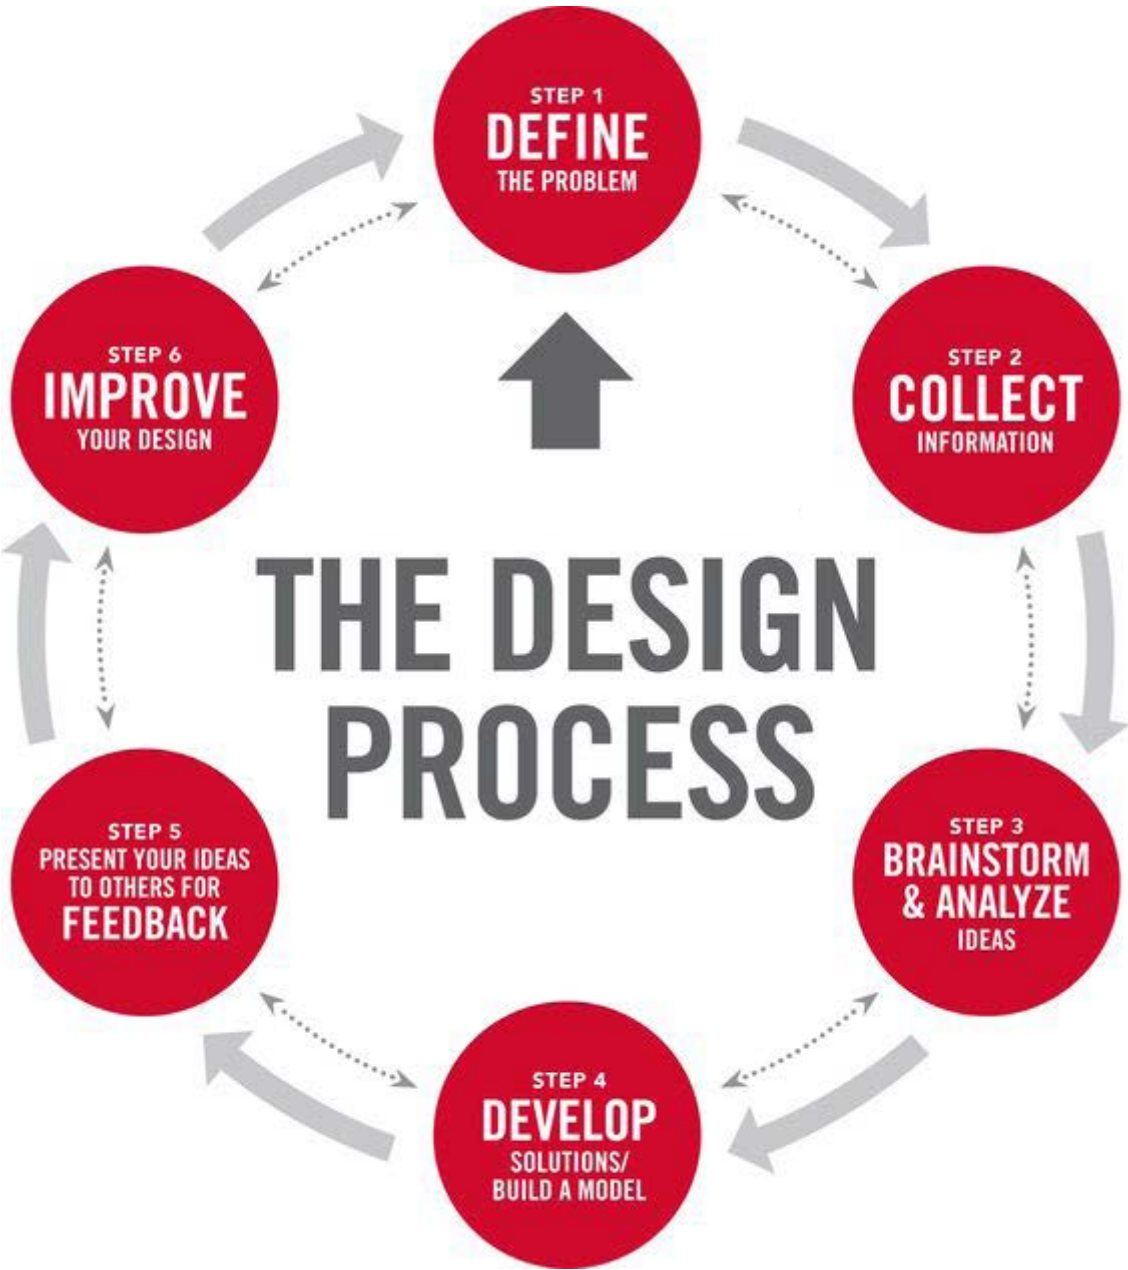 STEP 1
DEFINE
THE PROBLEM
STEP 2
COLLECT
INFORMATION
STEP 3
BRAINSTORM
& ANALYZE
IDEAS
STEP 4
DEVELOP
SOLUTIONS/
BUILD A MODEL
STEP 5
PRESENT YOUR IDEAS
TO OTHERS FOR
FEEDBACK
STEP 6
IMPROVE
YOUR DESIGN
THE DESIGN
PROCESS